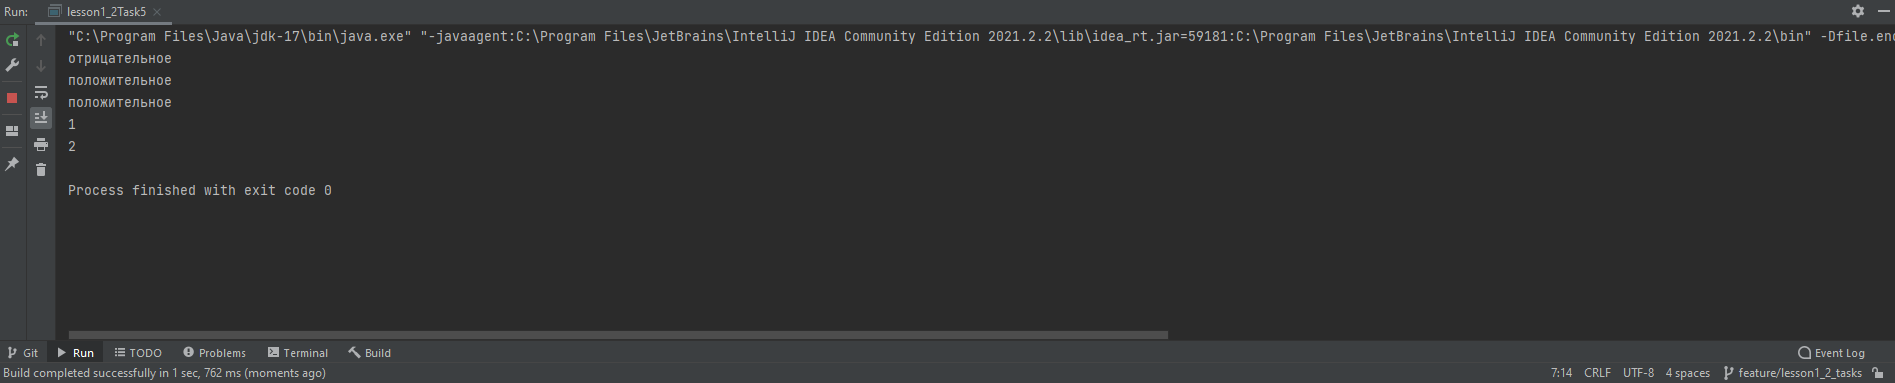 Run: lesson1_2Task5
"C:\Program Files\Java\jdk-17\bin\java.exe" "-javaagent:C:\Program Files\JetBrains\IntelliJ IDEA Community Edition 2021.2.2\lib\idea_rt.jar=59181:C:\Program Files\JetBrains\IntelliJ IDEA Community Edition 2021.2.2\bin" -Dfile.enc
отрицательное
положительное
положительное
1
2
Process finished with exit code 0
Git Run TODO Problems Terminal Build Event Log
Build completed successfully in 1 sec, 762 ms (moments ago) 7:14 CRLF UTF-8 4 spaces feature/lesson1_2_tasks